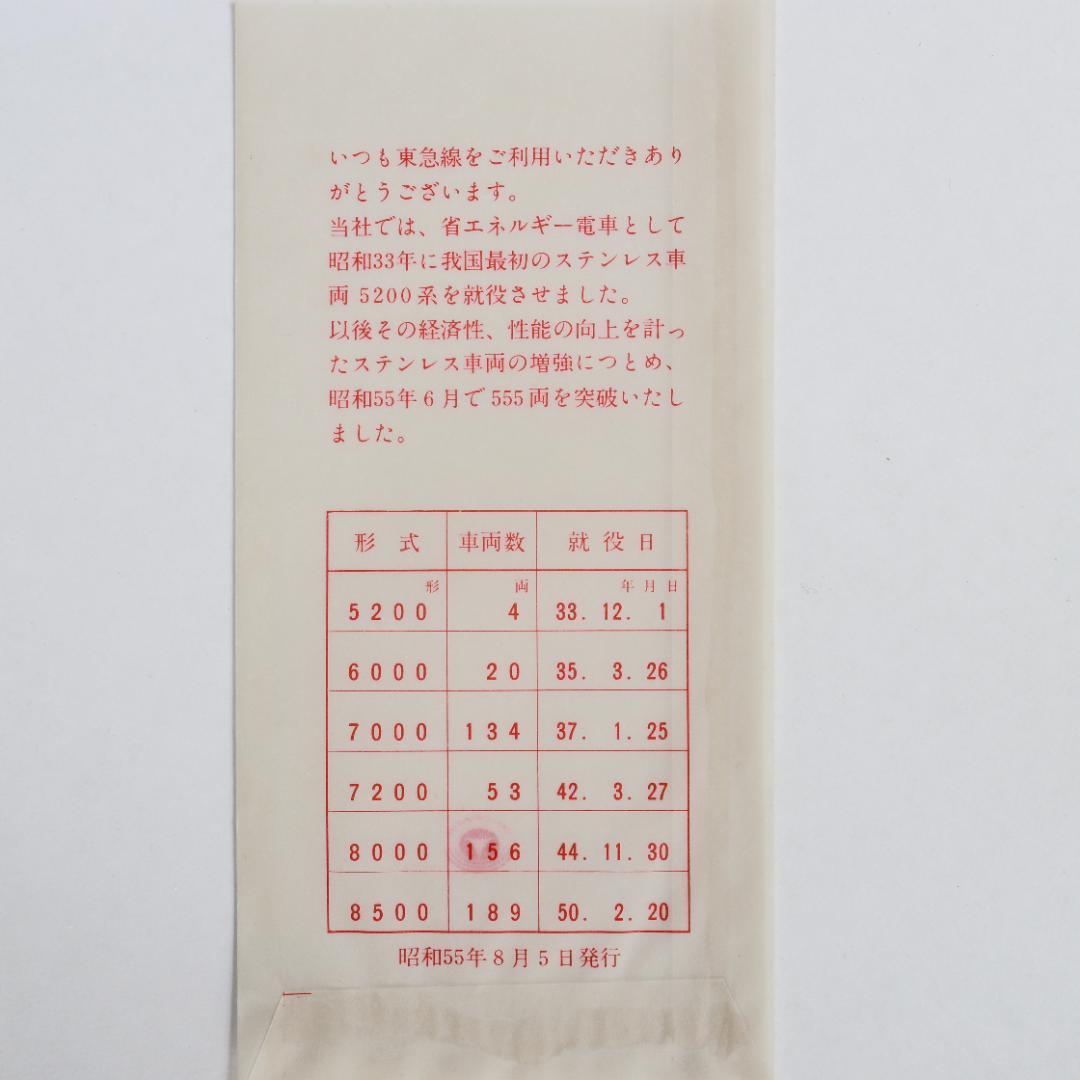 いつも東急線をご利用いただきあり
がとうございます。
当社では、省エネルギー電車として
昭和33年に我国最初のステンレス車
両5200系を就役させました。
以後その経済性、性能の向上を計っ
たステンレス車両の増強につとめ、
昭和55年6月で555両を突破いたし
ました。
形式 車両数 就役日
形 両 年月日
5200 4 33. 12. 1
6000 20 35. 3. 26
7000 134 37. 1. 25
7200 53 42. 3. 27
8000 156 44. 11. 30
8500 189 50. 2. 20
昭和55年8月5日発行